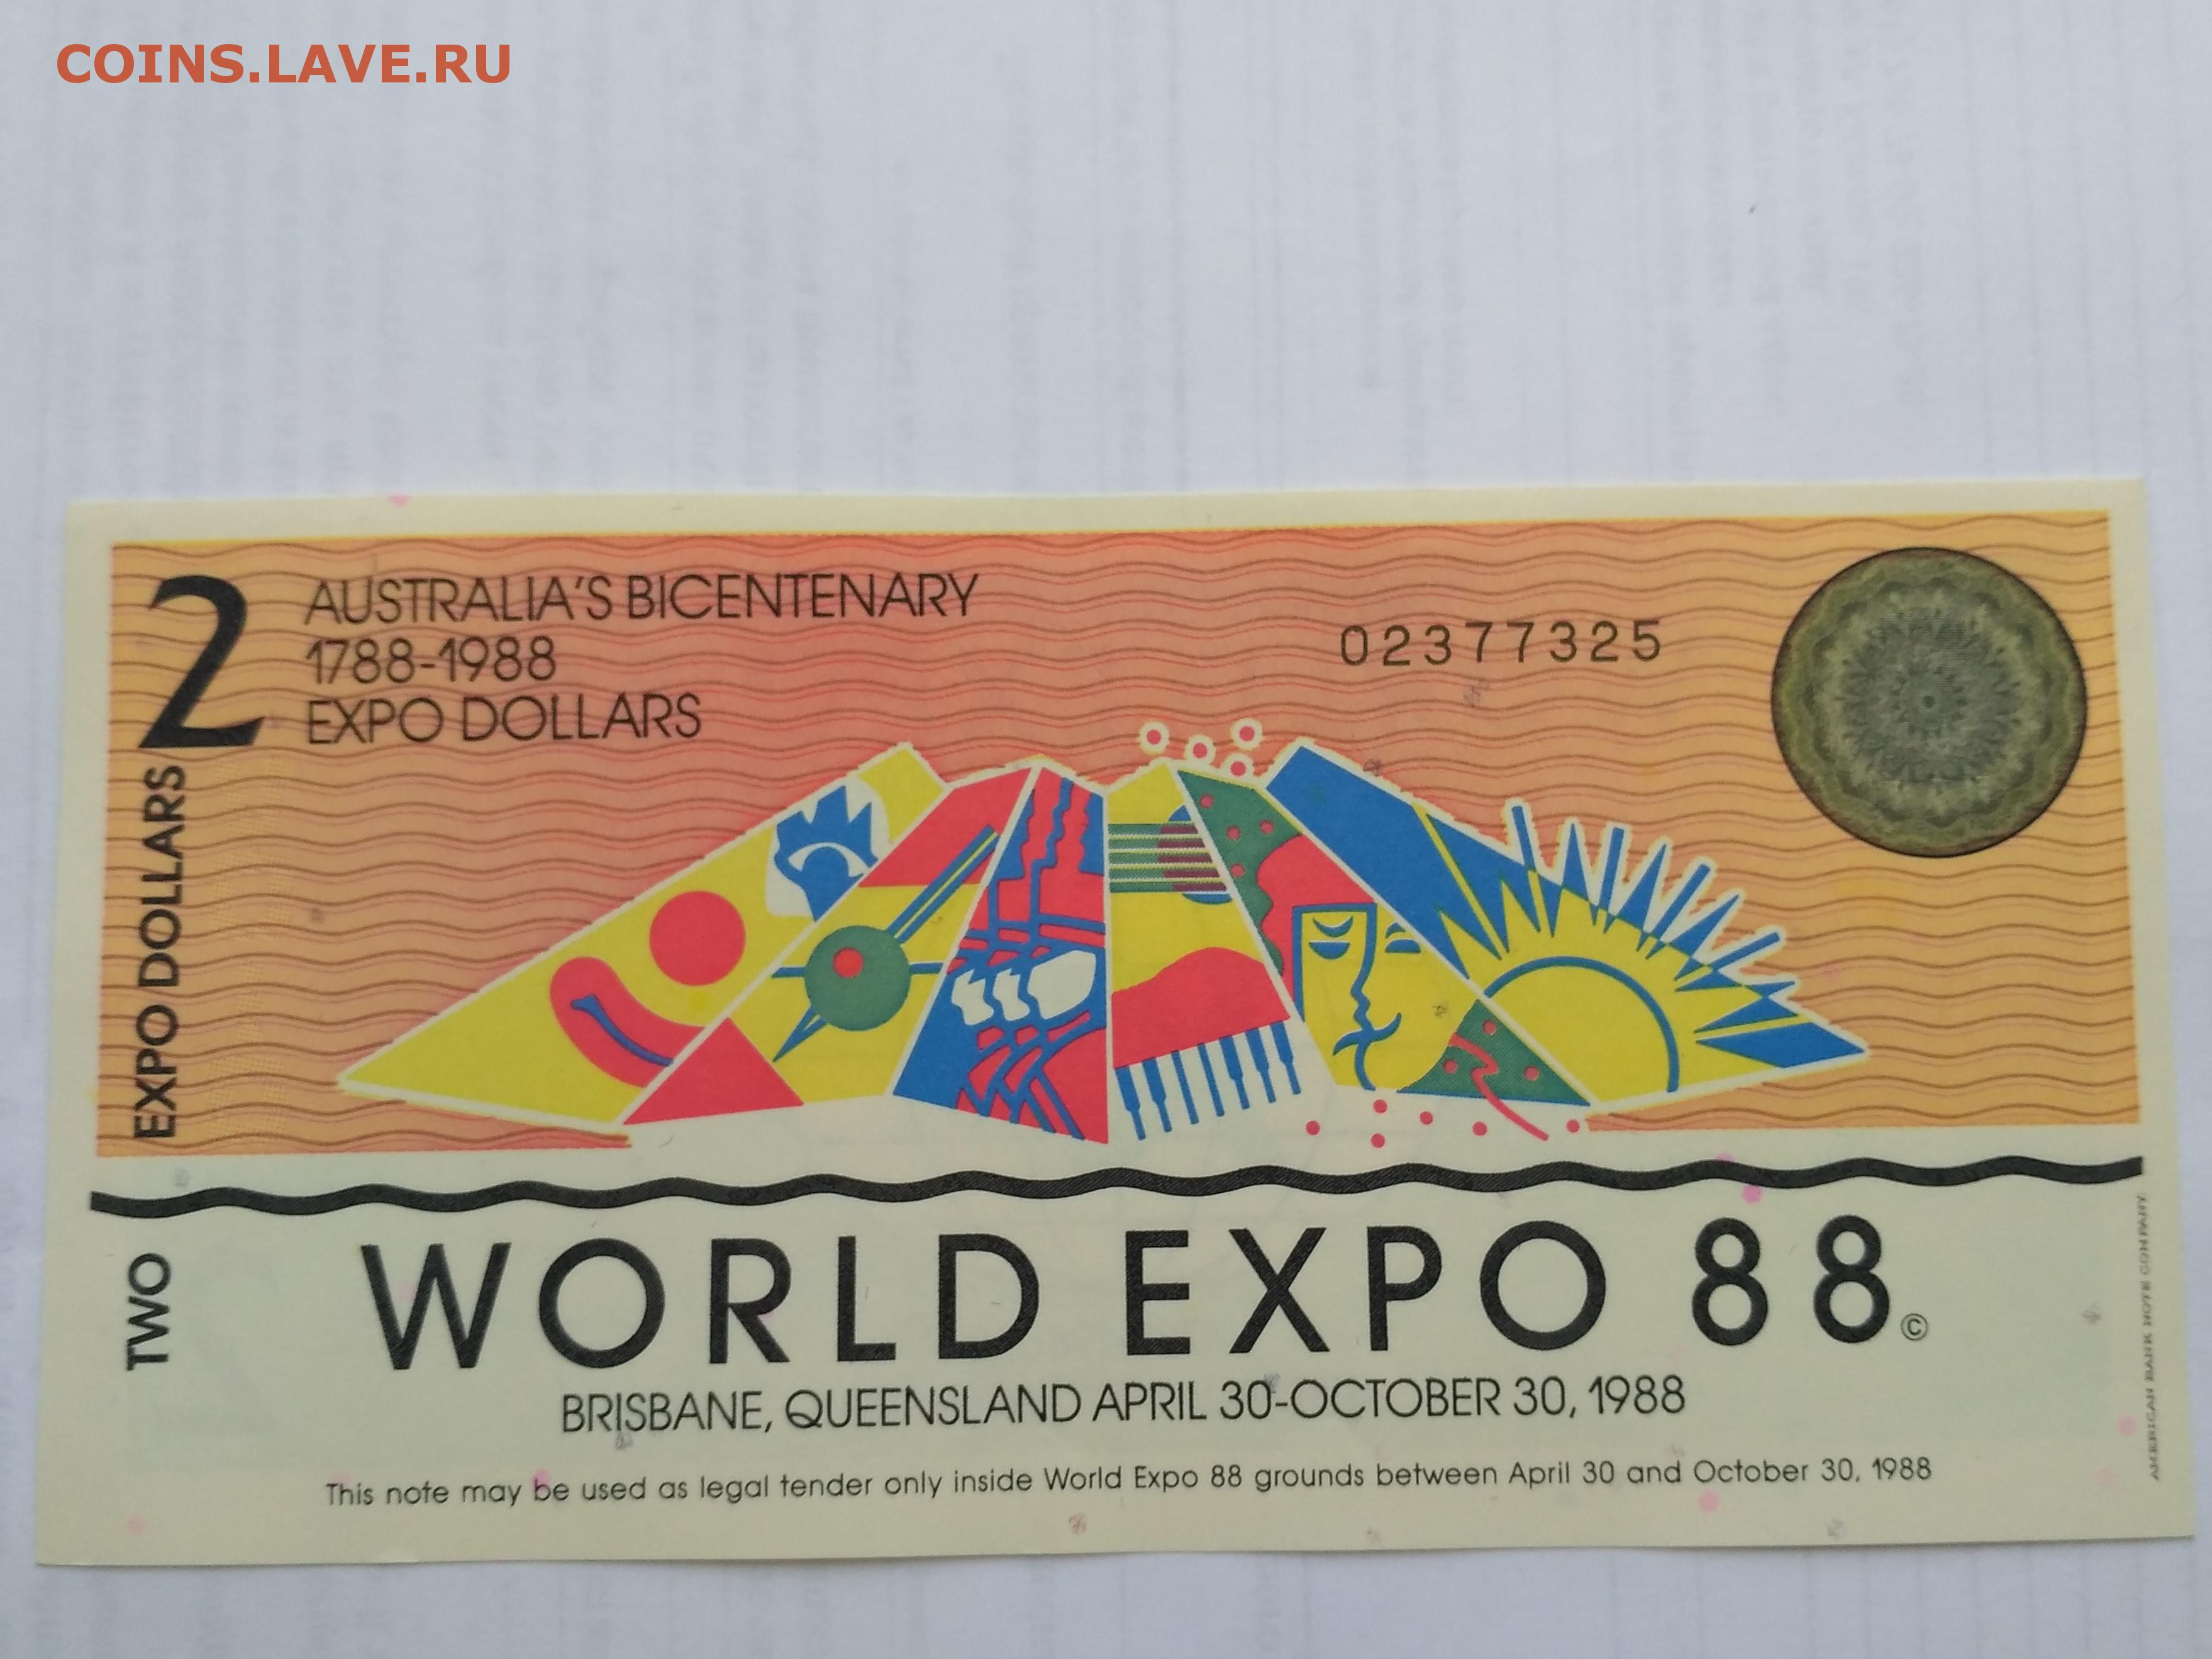 COINS.LAVE.RU
2
AUSTRALIA'S BICENTENARY
1788-1988
EXPO DOLLARS
02377325
EXPO DOLLARS
TWO
WORLD EXPO 88©
BRISBANE, QUEENSLAND APRIL 30-OCTOBER 30, 1988
This note may be used as legal tender only inside World Expo 88 grounds between April 30 and October 30, 1988
AMERICAN BANK NOTE COMPANY